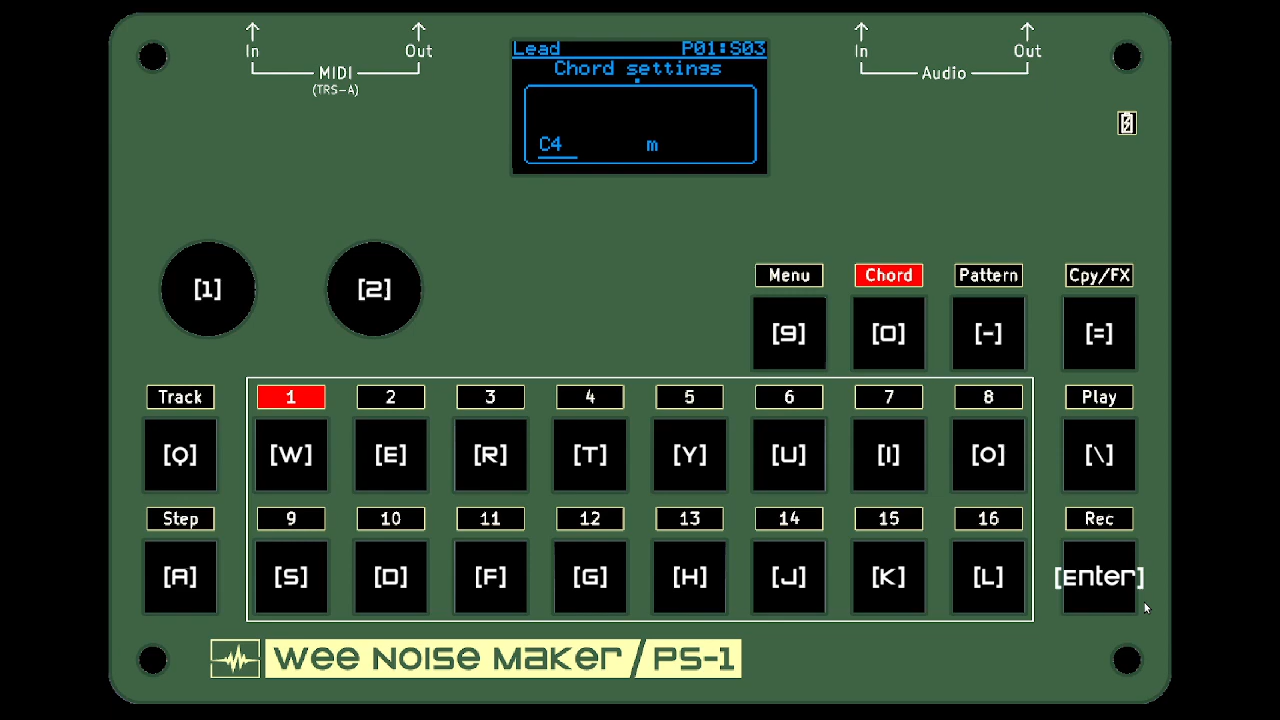 In Out In Out
MIDI Audio
(TRS-A)
Lead P01:S03
Chord settings
C4 m
[1] [2]
Menu Chord Pattern Cpy/FX
[9] [0] [-] [=]
Track 1 2 3 4 5 6 7 8 Play
[Q] [W] [E] [R] [T] [Y] [U] [I] [O] [\]
Step 9 10 11 12 13 14 15 16 Rec
[A] [S] [D] [F] [G] [H] [J] [K] [L] [Enter]
Wee Noise Maker/PS-1